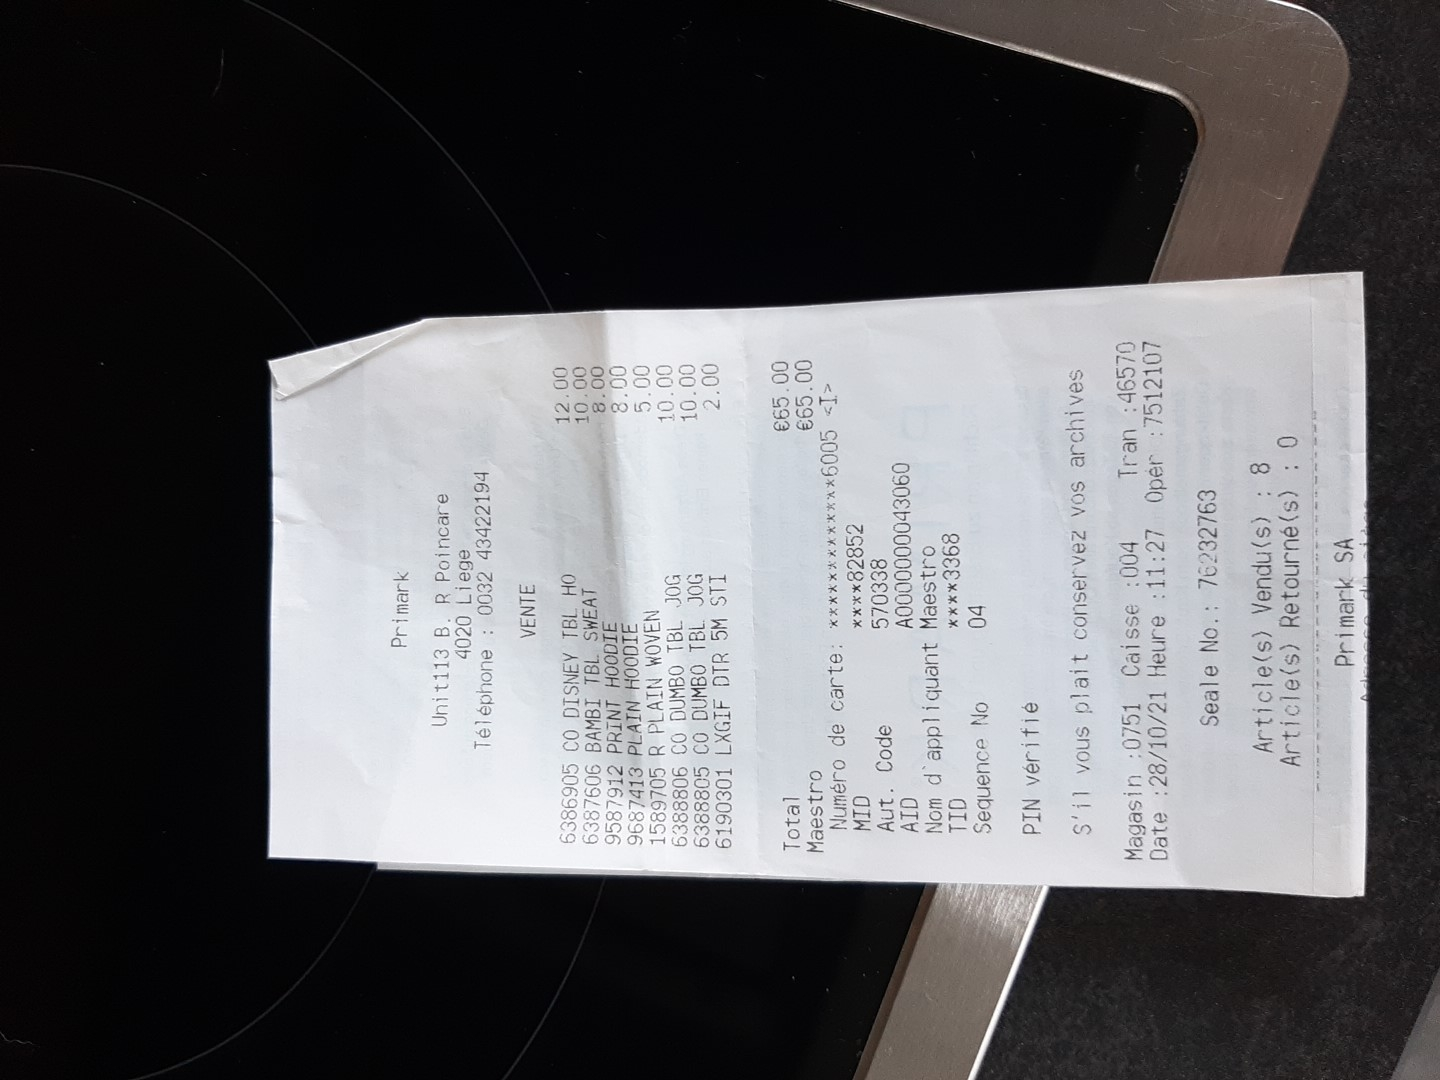 Primark
Unit113 B. R Poincare
4020 Liege
Téléphone : 0032 43422194
VENTE
6386905 CO DISNEY TBL HO 12.00
6387606 BAMBI TBL SWEAT 10.00
9587912 PRINT HOODIE 8.00
9687413 PLAIN HOODIE 8.00
1589705 R PLAIN WOVEN 5.00
6388806 CO DUMBO TBL JOG 10.00
6388805 CO DUMBO TBL JOG 10.00
6190301 LXGIF DTR 5M STI 2.00
Total €65.00
Maestro €65.00
Numéro de carte: ***************6005 <I>
MID ****82852
Aut. Code 570338
AID A0000000043060
Nom d`appliquant Maestro
TID ****3368
Sequence No 04
PIN vérifié
S'il vous plait conservez vos archives
Magasin :0751 Caisse :004 Tran :46570
Date :28/10/21 Heure :11:27 Opér :7512107
Seale No.: 76232763
Article(s) Vendu(s) : 8
Article(s) Retourné(s) : 0
Primark SA